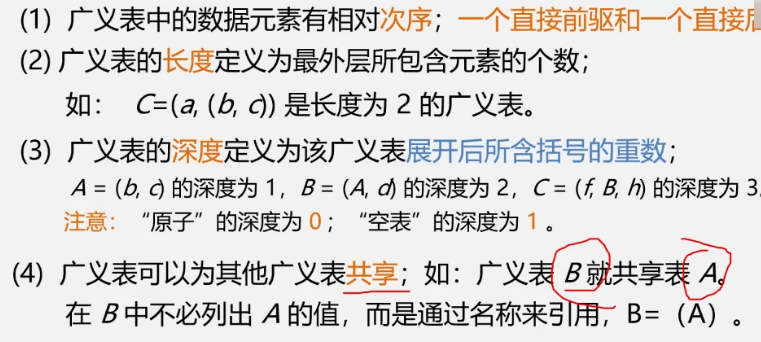 (1) 广义表中的数据元素有相对次序；一个直接前驱和一个直接
(2) 广义表的长度定义为最外层所包含元素的个数；
如： C=(a, (b, c)) 是长度为 2 的广义表。
(3) 广义表的深度定义为该广义表展开后所含括号的重数；
A = (b, c) 的深度为 1，B = (A, d) 的深度为 2，C = (f, B, h) 的深度为 3
注意：“原子”的深度为 0；“空表”的深度为 1 。
(4) 广义表可以为其他广义表共享；如：广义表 B 就共享表 A。
在 B 中不必列出 A 的值，而是通过名称来引用，B=（A）。